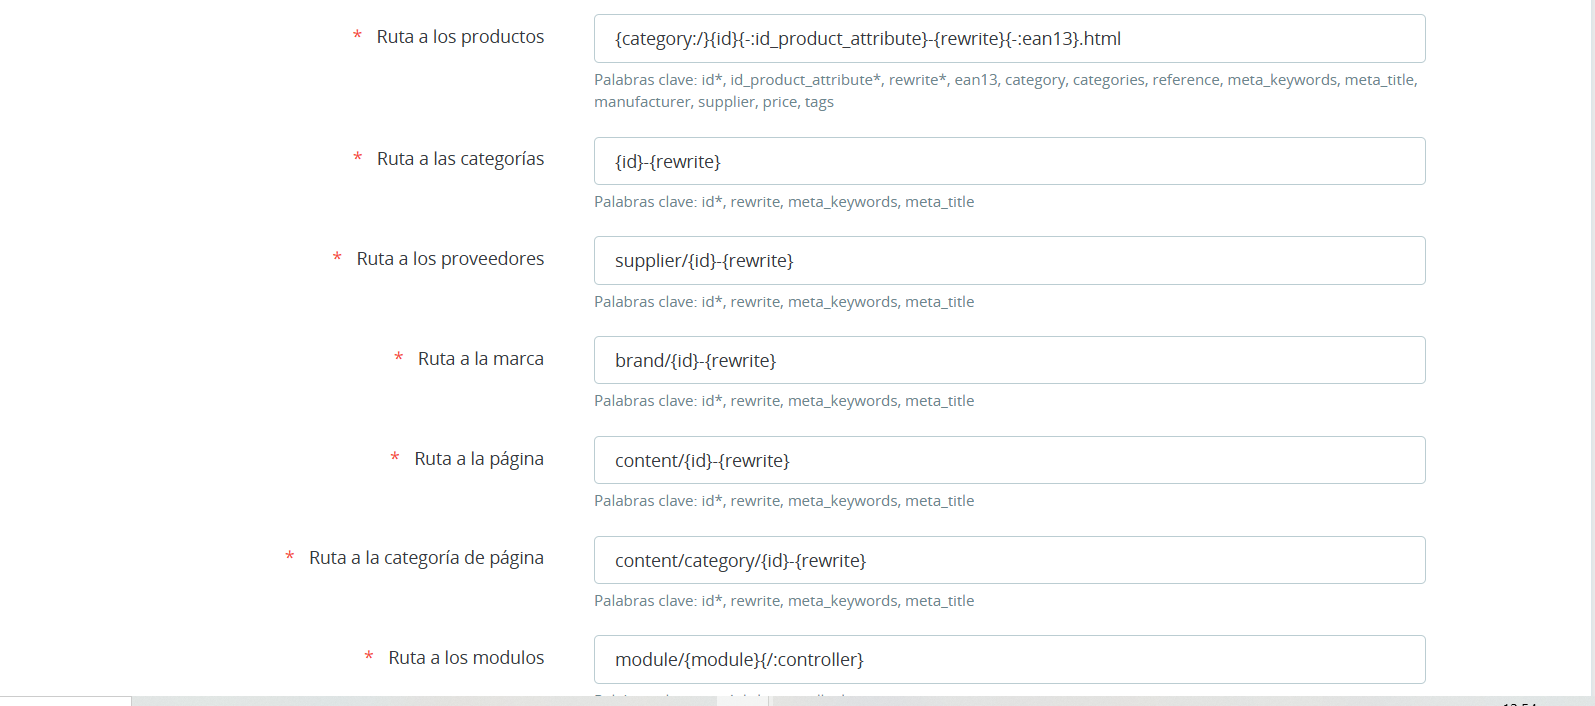 * Ruta a los productos
{category:/}{id}{-:id_product_attribute}-{rewrite}{-:ean13}.html
Palabras clave: id*, id_product_attribute*, rewrite*, ean13, category, categories, reference, meta_keywords, meta_title,
manufacturer, supplier, price, tags
* Ruta a las categorías
{id}-{rewrite}
Palabras clave: id*, rewrite, meta_keywords, meta_title
* Ruta a los proveedores
supplier/{id}-{rewrite}
Palabras clave: id*, rewrite, meta_keywords, meta_title
* Ruta a la marca
brand/{id}-{rewrite}
Palabras clave: id*, rewrite, meta_keywords, meta_title
* Ruta a la página
content/{id}-{rewrite}
Palabras clave: id*, rewrite, meta_keywords, meta_title
* Ruta a la categoría de página
content/category/{id}-{rewrite}
Palabras clave: id*, rewrite, meta_keywords, meta_title
* Ruta a los modulos
module/{module}{/:controller}